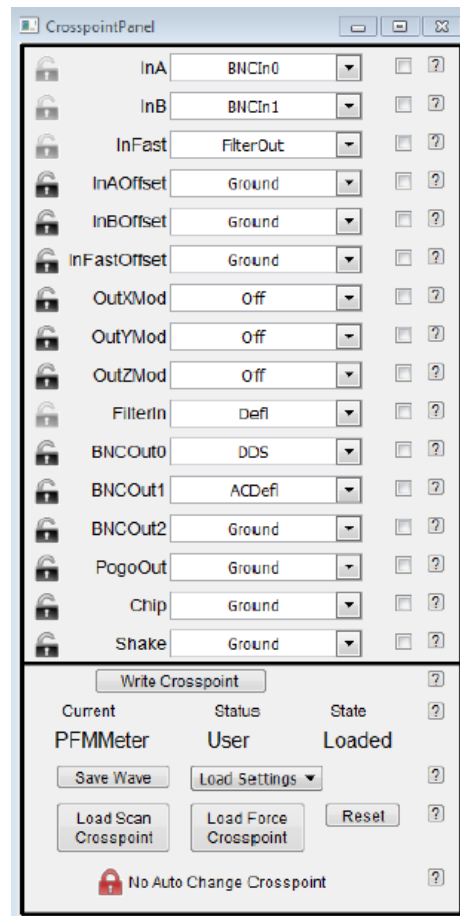 CrosspointPanel
InA BNCIn0 ?
InB BNCIn1 ?
InFast FilterOut ?
InAOffset Ground ?
InBOffset Ground ?
InFastOffset Ground ?
OutXMod Off ?
OutYMod Off ?
OutZMod Off ?
FilterIn Defl ?
BNCOut0 DDS ?
BNCOut1 ACDefl ?
BNCOut2 Ground ?
PogoOut Ground ?
Chip Ground ?
Shake Ground ?
Write Crosspoint ?
Current Status State ?
PFMMeter User Loaded
Save Wave Load Settings ?
Load Scan Crosspoint Load Force Crosspoint Reset ?
No Auto Change Crosspoint ?